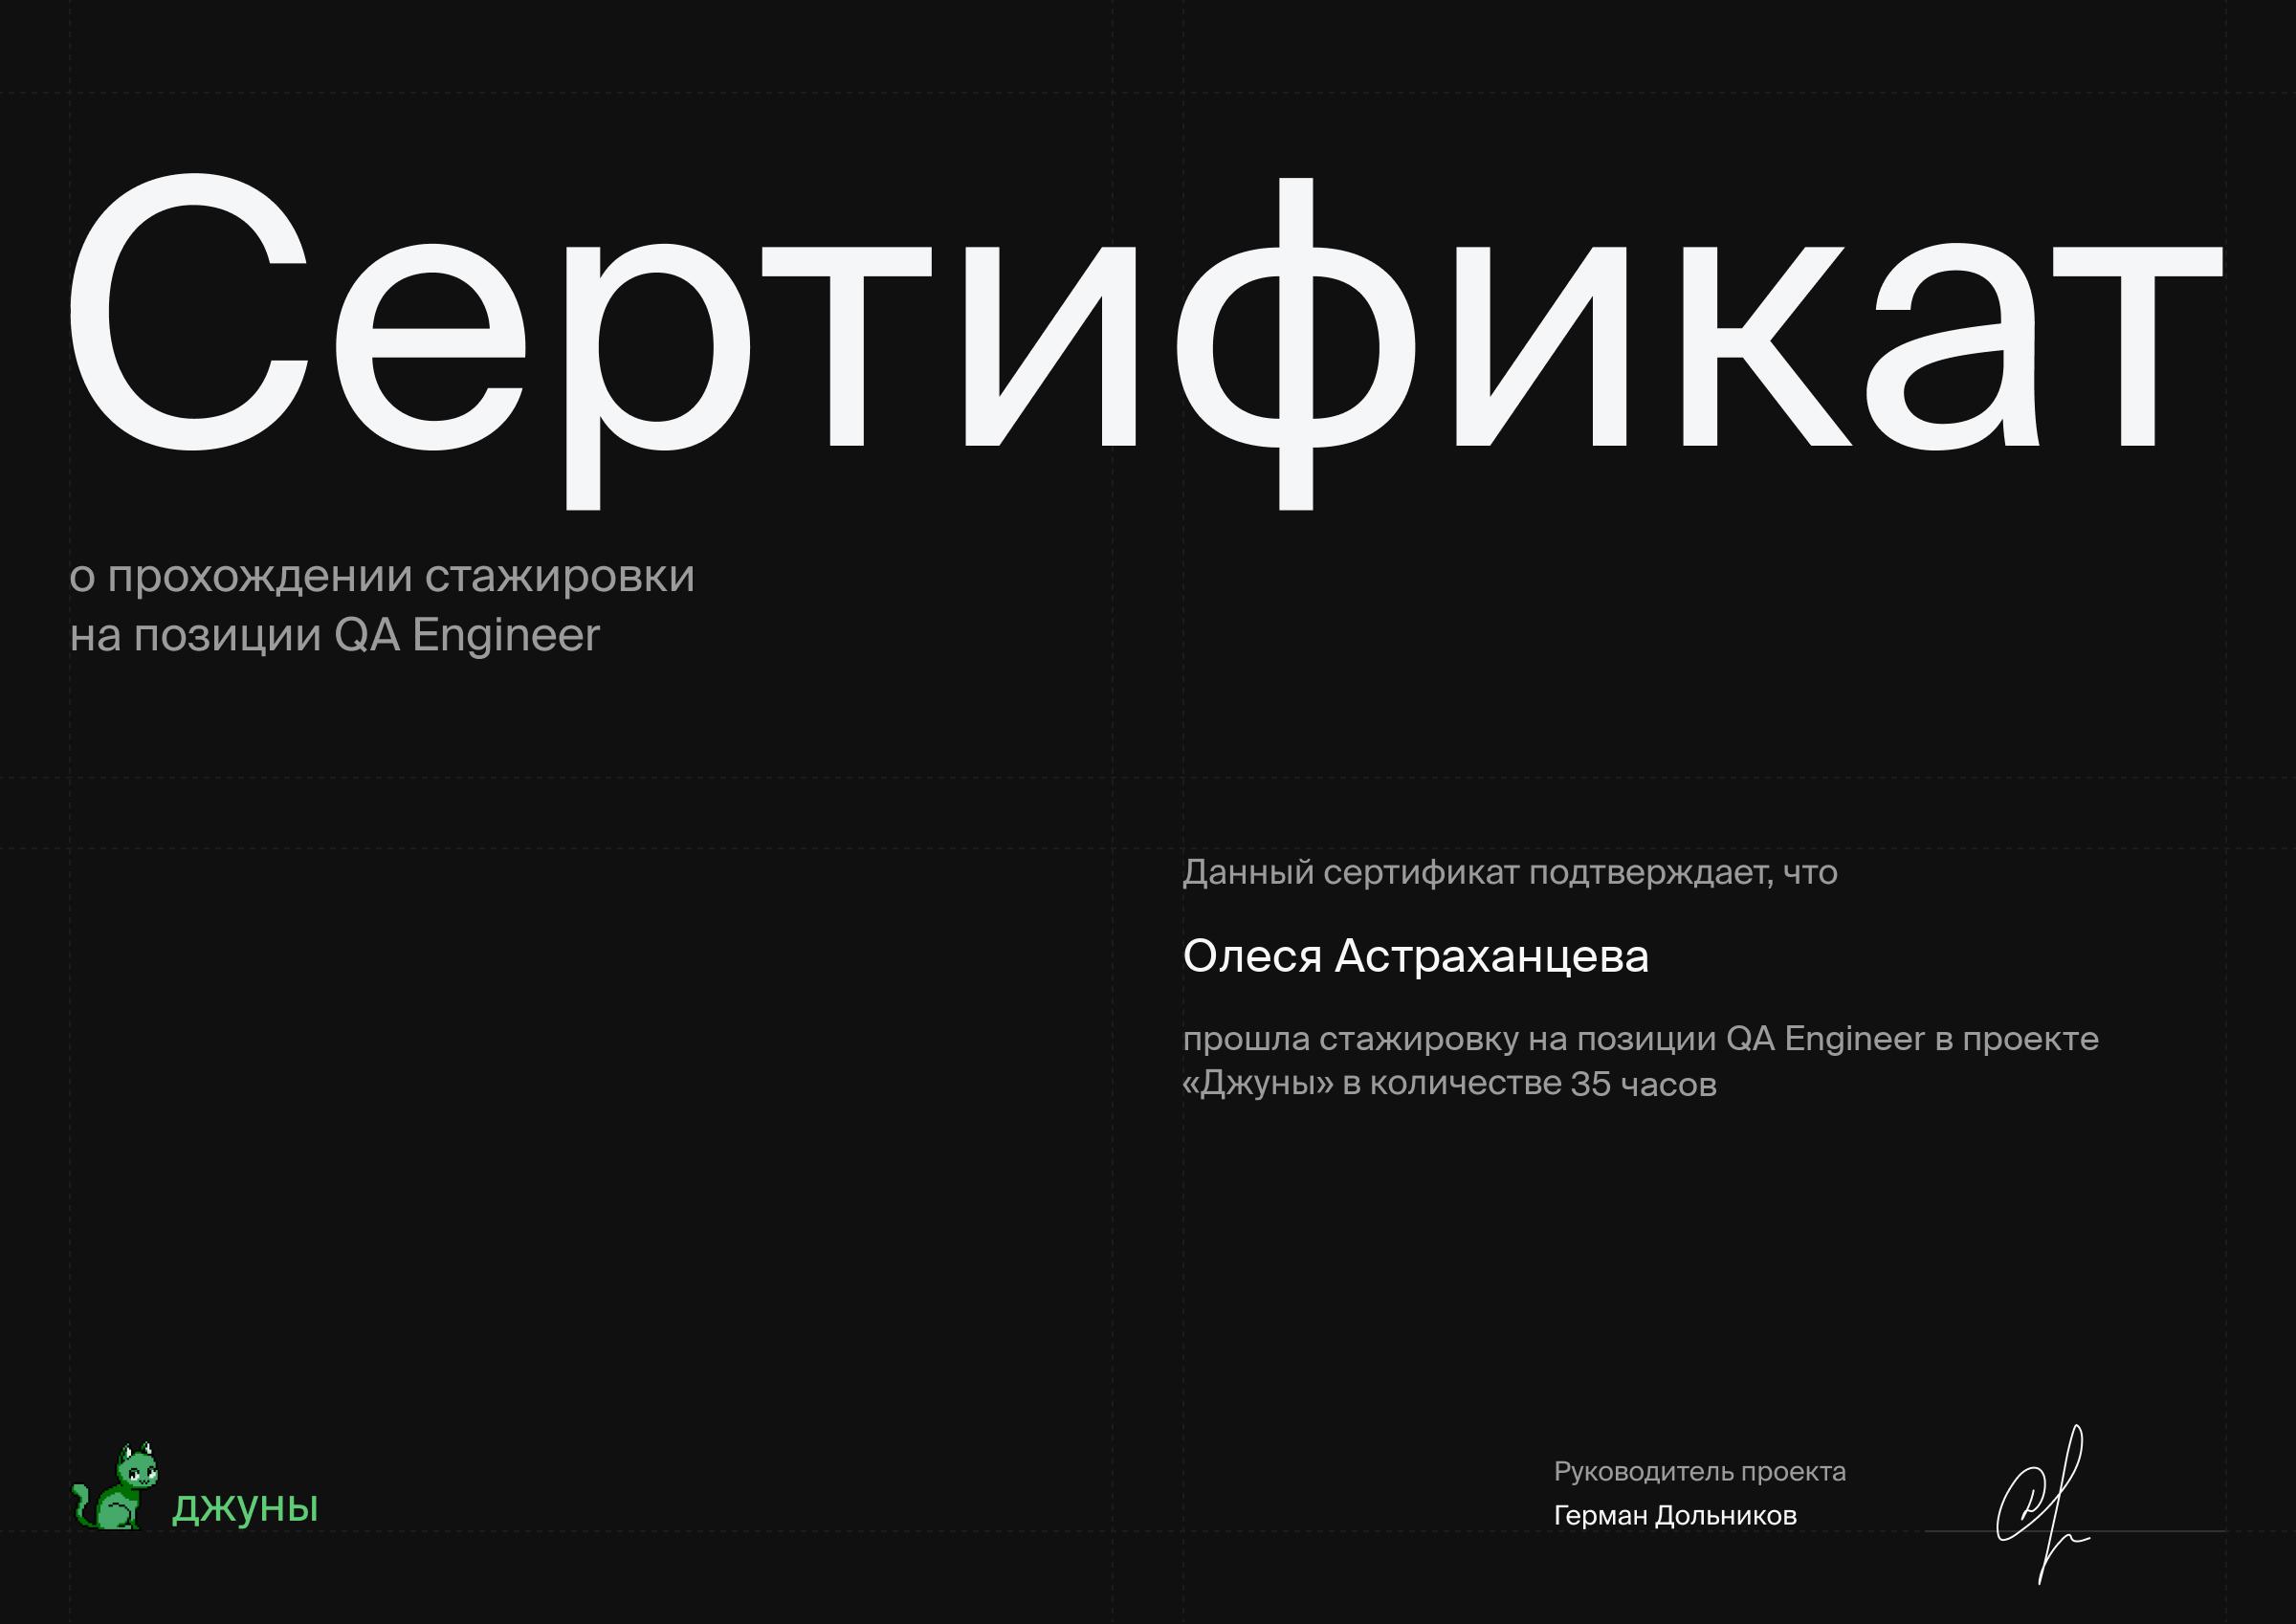 Сертификат
о прохождении стажировки
на позиции QA Engineer
Данный сертификат подтверждает, что
Олеся Астраханцева
прошла стажировку на позиции QA Engineer в проекте
«Джуны» в количестве 35 часов
джуны
Руководитель проекта
Герман Дольников